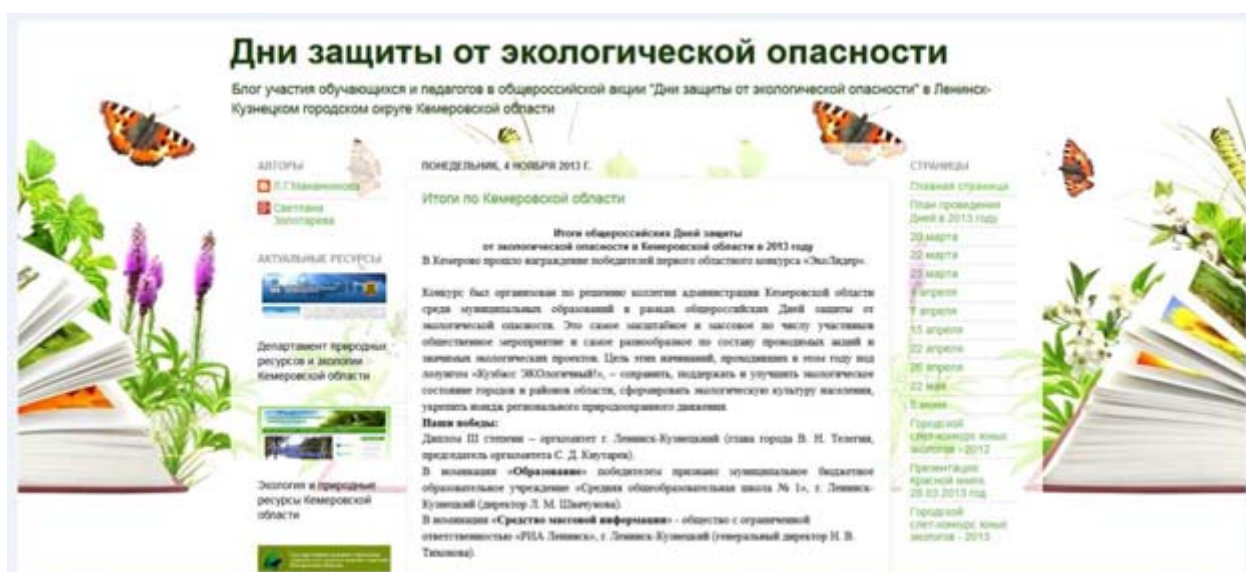 Дни защиты от экологической опасности
Блог участия обучающихся и педагогов в общероссийской акции "Дни защиты от экологической опасности" в Ленинск-
Кузнецком городском округе Кемеровской области
АВТОРЫ
Светлана
Золотарева
АКТУАЛЬНЫЕ РЕСУРСЫ
Департамент природных
ресурсов и экологии
Кемеровской области
Экология и природные
ресурсы Кемеровской
области
ПОНЕДЕЛЬНИК, 4 НОЯБРЯ 2013 Г.
Итоги по Кемеровской области
Итоги общероссийских Дней защиты
от экологической опасности в Кемеровской области в 2013 году
В Кемерово прошло награждение победителей первого областного конкурса «ЭкоЛидер».
Конкурс был организован по решению коллегии администрации Кемеровской области
среди муниципальных образований в рамках общероссийских Дней защиты от
экологической опасности. Это самое масштабное и массовое по числу участников
общественное мероприятие и самое разнообразное по составу проводимых акций и
значимых экологических проектов. Цель этих начинаний, проходивших в этом году под
лозунгом «Кузбасс ЭКОлогичный!», – сохранить, поддержать и улучшить экологическое
состояние городов и районов области, сформировать экологическую культуру населения,
укрепить имидж регионального природоохранного движения.
Наши победы:
Диплом III степени – оргкомитет г. Ленинск-Кузнецкий (глава города В. Н. Телегин,
председатель оргкомитета С. Д.
В номинации «Образование» победителем признано муниципальное бюджетное
образовательное учреждение «Средняя общеобразовательная школа № 1», г. Ленинск-
Кузнецкий (директор Л. М.
В номинации «Средство массовой информации» - общество с ограниченной
ответственностью «РИА Ленинск», г. Ленинск-Кузнецкий (генеральный директор Н. В.
Тихонова).
СТРАНИЦЫ
Главная страница
План проведения
Дней в 2013 году
20 марта
22 марта
23 марта
1 апреля
7 апреля
15 апреля
22 апреля
26 апреля
22 мая
5 июня
Городской
слет-конкурс юных
экологов - 2012
Презентация
Красной книги
28.03.2013 год
Городской
слет-конкурс юных
экологов - 2013